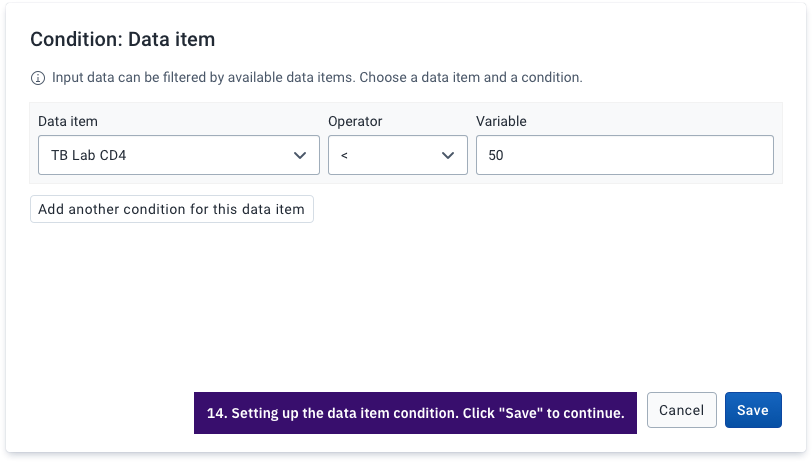 Condition: Data item
Input data can be filtered by available data items. Choose a data item and a condition.
Data item Operator Variable
TB Lab CD4 < 50
Add another condition for this data item
14. Setting up the data item condition. Click "Save" to continue. Cancel Save